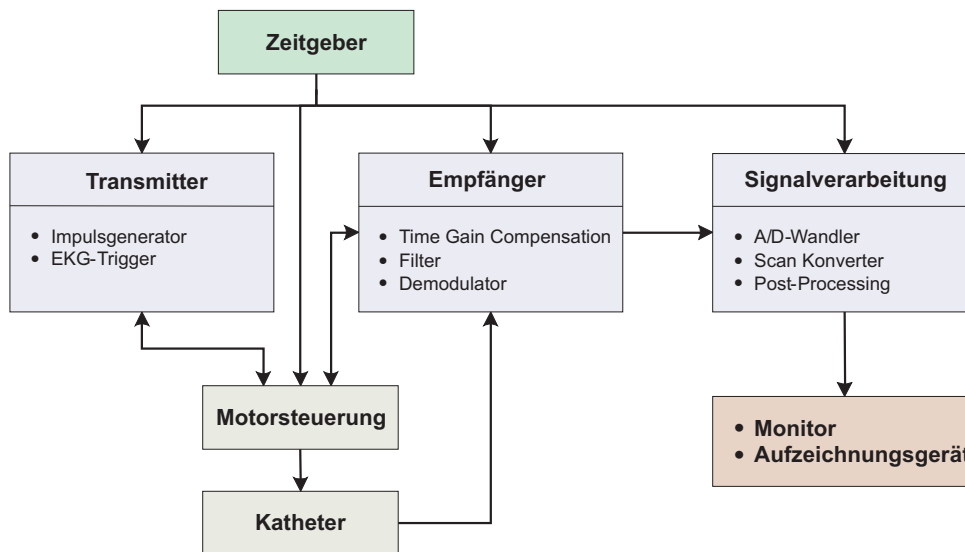 Zeitgeber
Transmitter
• Impulsgenerator
• EKG-Trigger
Empfänger
• Time Gain Compensation
• Filter
• Demodulator
Signalverarbeitung
• A/D-Wandler
• Scan Konverter
• Post-Processing
Motorsteuerung
• Monitor
• Aufzeichnungsgerät
Katheter